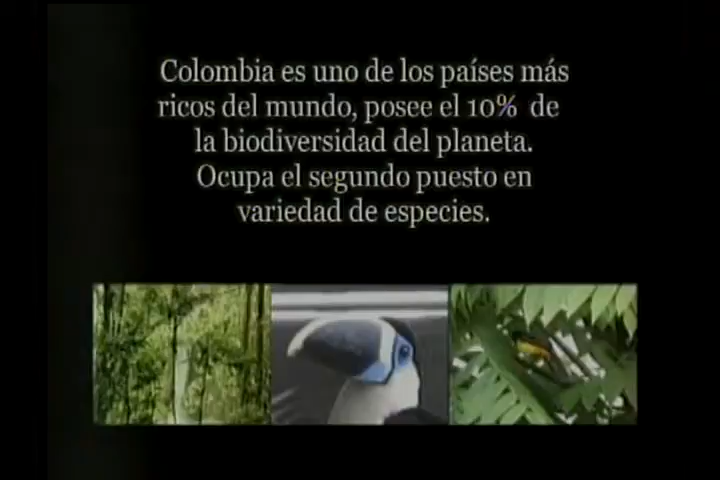 Colombia es uno de los países más
ricos del mundo, posee el 10% de
la biodiversidad del planeta.
Ocupa el segundo puesto en
variedad de especies.